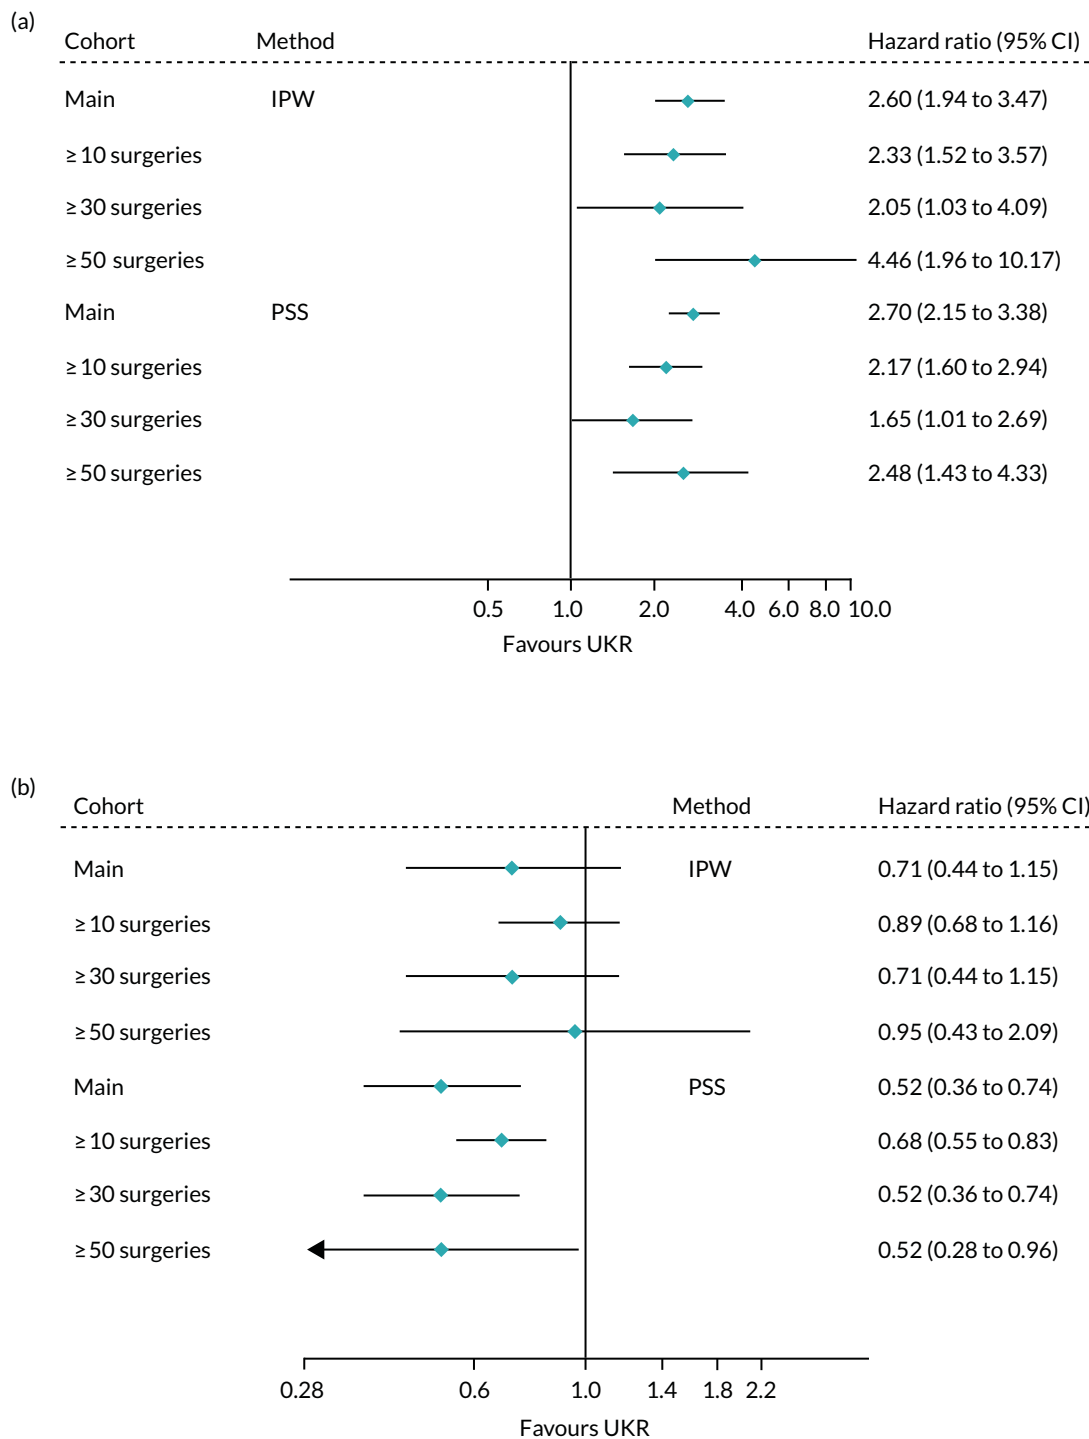 (a)
Cohort Method Hazard ratio (95% CI)
Main IPW 2.60 (1.94 to 3.47)
≥ 10 surgeries 2.33 (1.52 to 3.57)
≥ 30 surgeries 2.05 (1.03 to 4.09)
≥ 50 surgeries 4.46 (1.96 to 10.17)
Main PSS 2.70 (2.15 to 3.38)
≥ 10 surgeries 2.17 (1.60 to 2.94)
≥ 30 surgeries 1.65 (1.01 to 2.69)
≥ 50 surgeries 2.48 (1.43 to 4.33)
0.5 1.0 2.0 4.0 6.0 8.0 10.0
Favours UKR
(b)
Cohort Method Hazard ratio (95% CI)
Main IPW 0.71 (0.44 to 1.15)
≥ 10 surgeries 0.89 (0.68 to 1.16)
≥ 30 surgeries 0.71 (0.44 to 1.15)
≥ 50 surgeries 0.95 (0.43 to 2.09)
Main PSS 0.52 (0.36 to 0.74)
≥ 10 surgeries 0.68 (0.55 to 0.83)
≥ 30 surgeries 0.52 (0.36 to 0.74)
≥ 50 surgeries 0.52 (0.28 to 0.96)
0.28 0.6 1.0 1.4 1.8 2.2
Favours UKR